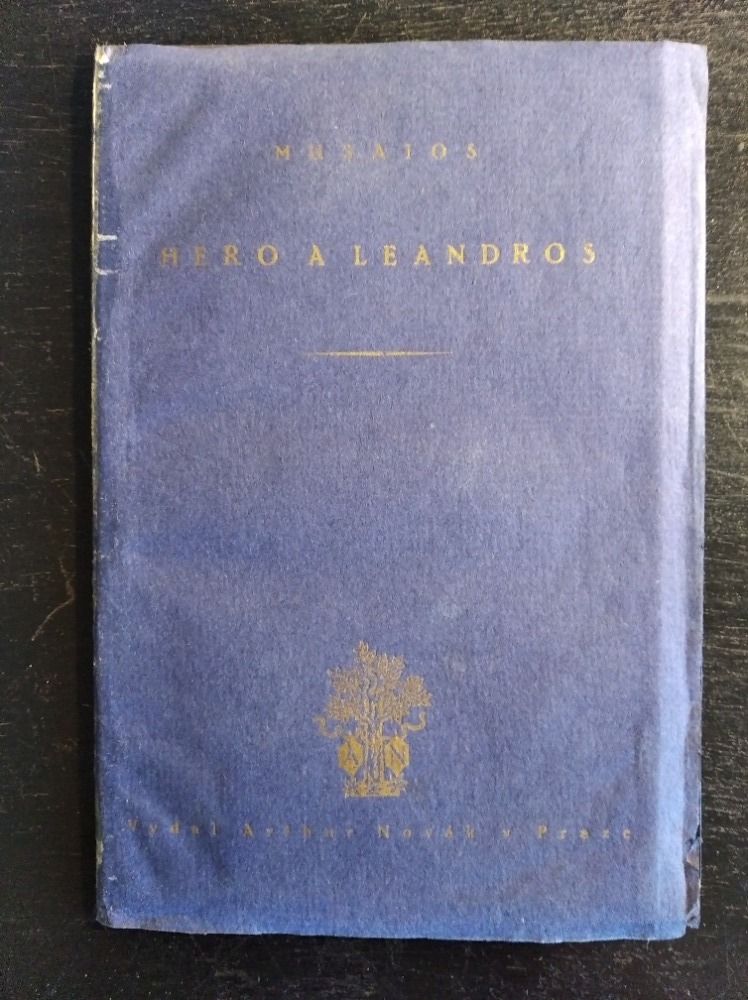 MUSAIOS
HERO A LEANDROS
A N
Vydal Arthur Novák v Praze